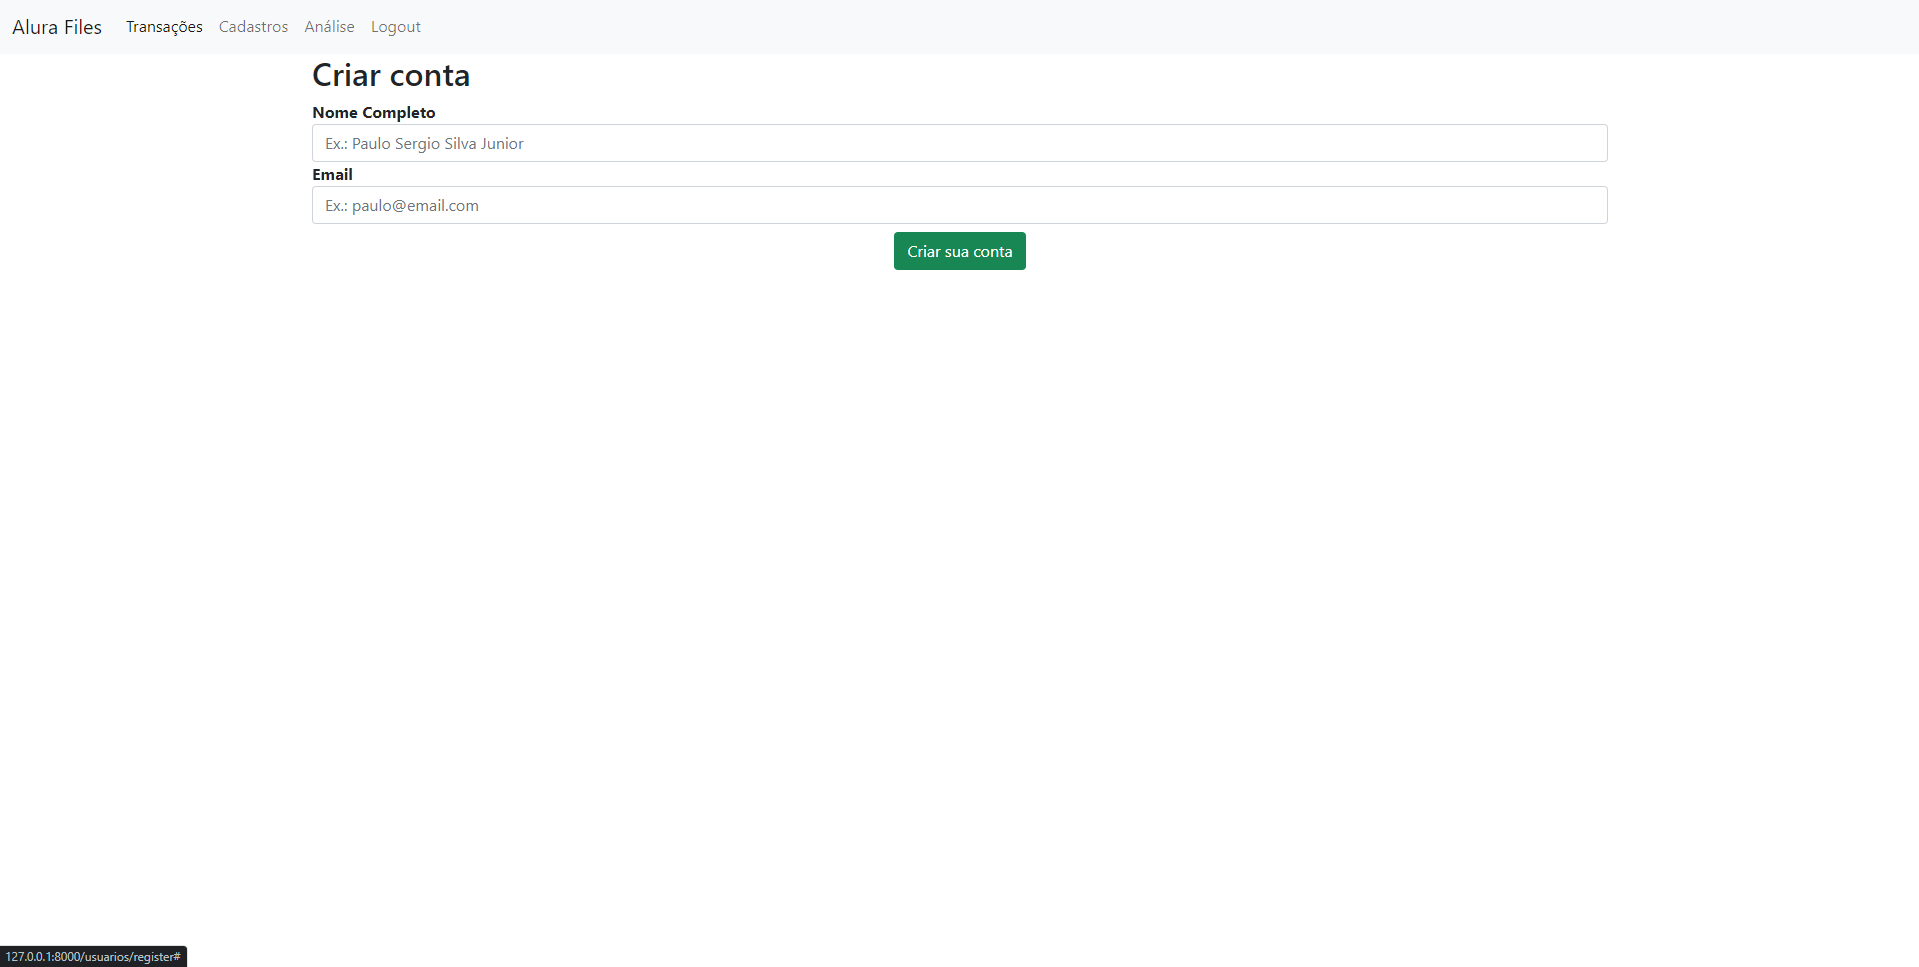 Alura Files Transações Cadastros Análise Logout
Criar conta
Nome Completo
Ex.: Paulo Sergio Silva Junior
Email
Ex.: paulo@email.com
Criar sua conta
127.0.0.1:8000/usuarios/register#